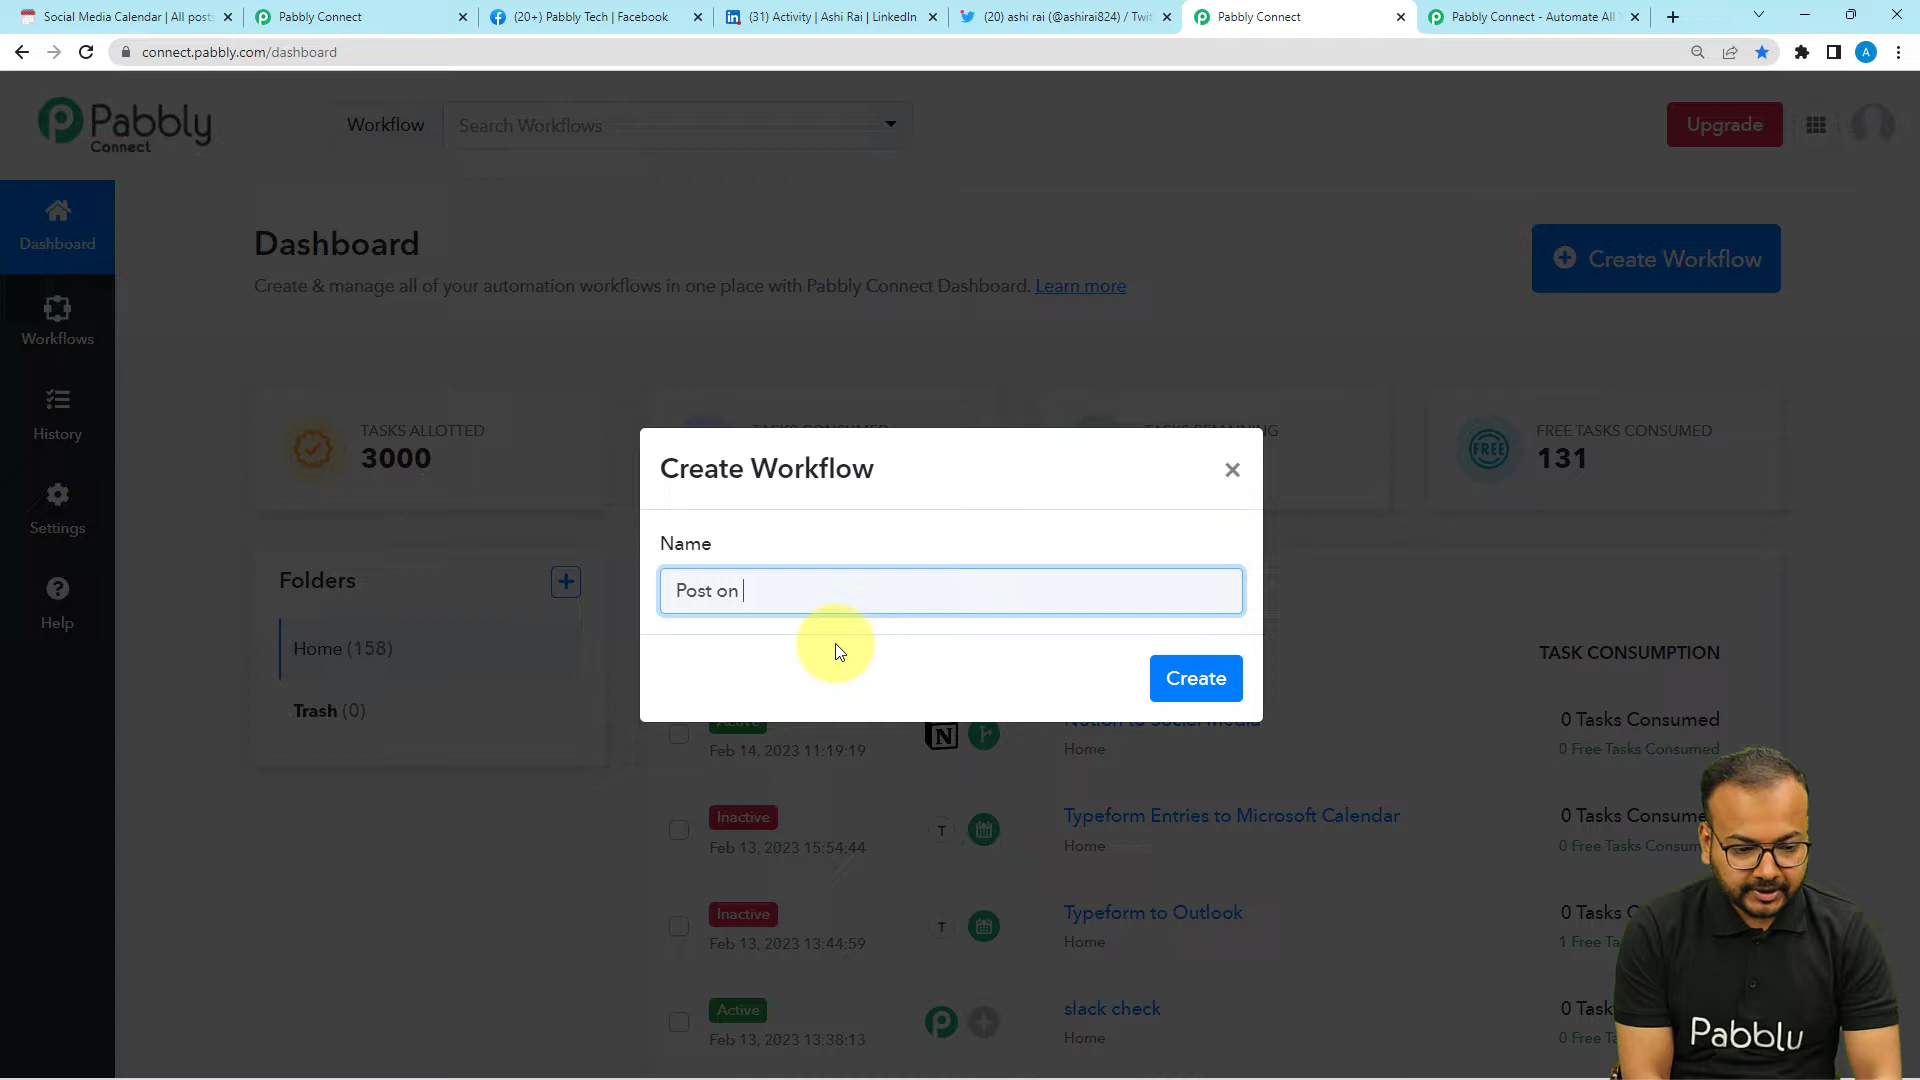 Social Media Calendar | All post
Pabbly Connect
(20+) Pabbly Tech | Facebook
(31) Activity | Ashi Rai | LinkedIn
(20) ashi rai (@ashirai824) / Twit
Pabbly Connect
Pabbly Connect - Automate All
connect.pabbly.com/dashboard
A
Pabbly
Connect
Workflow
Search Workflows
Upgrade
Dashboard
Workflows
History
Settings
Help
Dashboard
Create & manage all of your automation workflows in one place with Pabbly Connect Dashboard. Learn more
Create Workflow
TASKS ALLOTTED
3000
TASKS CONSUMED
TASKS REMAINING
FREE
FREE TASKS CONSUMED
131
Folders
Home (158)
Trash (0)
Create Workflow
Name
Post on
Create
TASK CONSUMPTION
Active
Feb 14, 2023 11:19:19
Notion to Social Media
Home
0 Tasks Consumed
0 Free Tasks Consumed
Inactive
Feb 13, 2023 15:54:44
T
Typeform Entries to Microsoft Calendar
Home
0 Tasks Consume
0 Free Tasks Consum
Inactive
Feb 13, 2023 13:44:59
T
Typeform to Outlook
Home
0 Tasks
1 Free Ta
Active
Feb 13, 2023 13:38:13
slack check
Home
0 Task
0 Free Ta
Pabbly